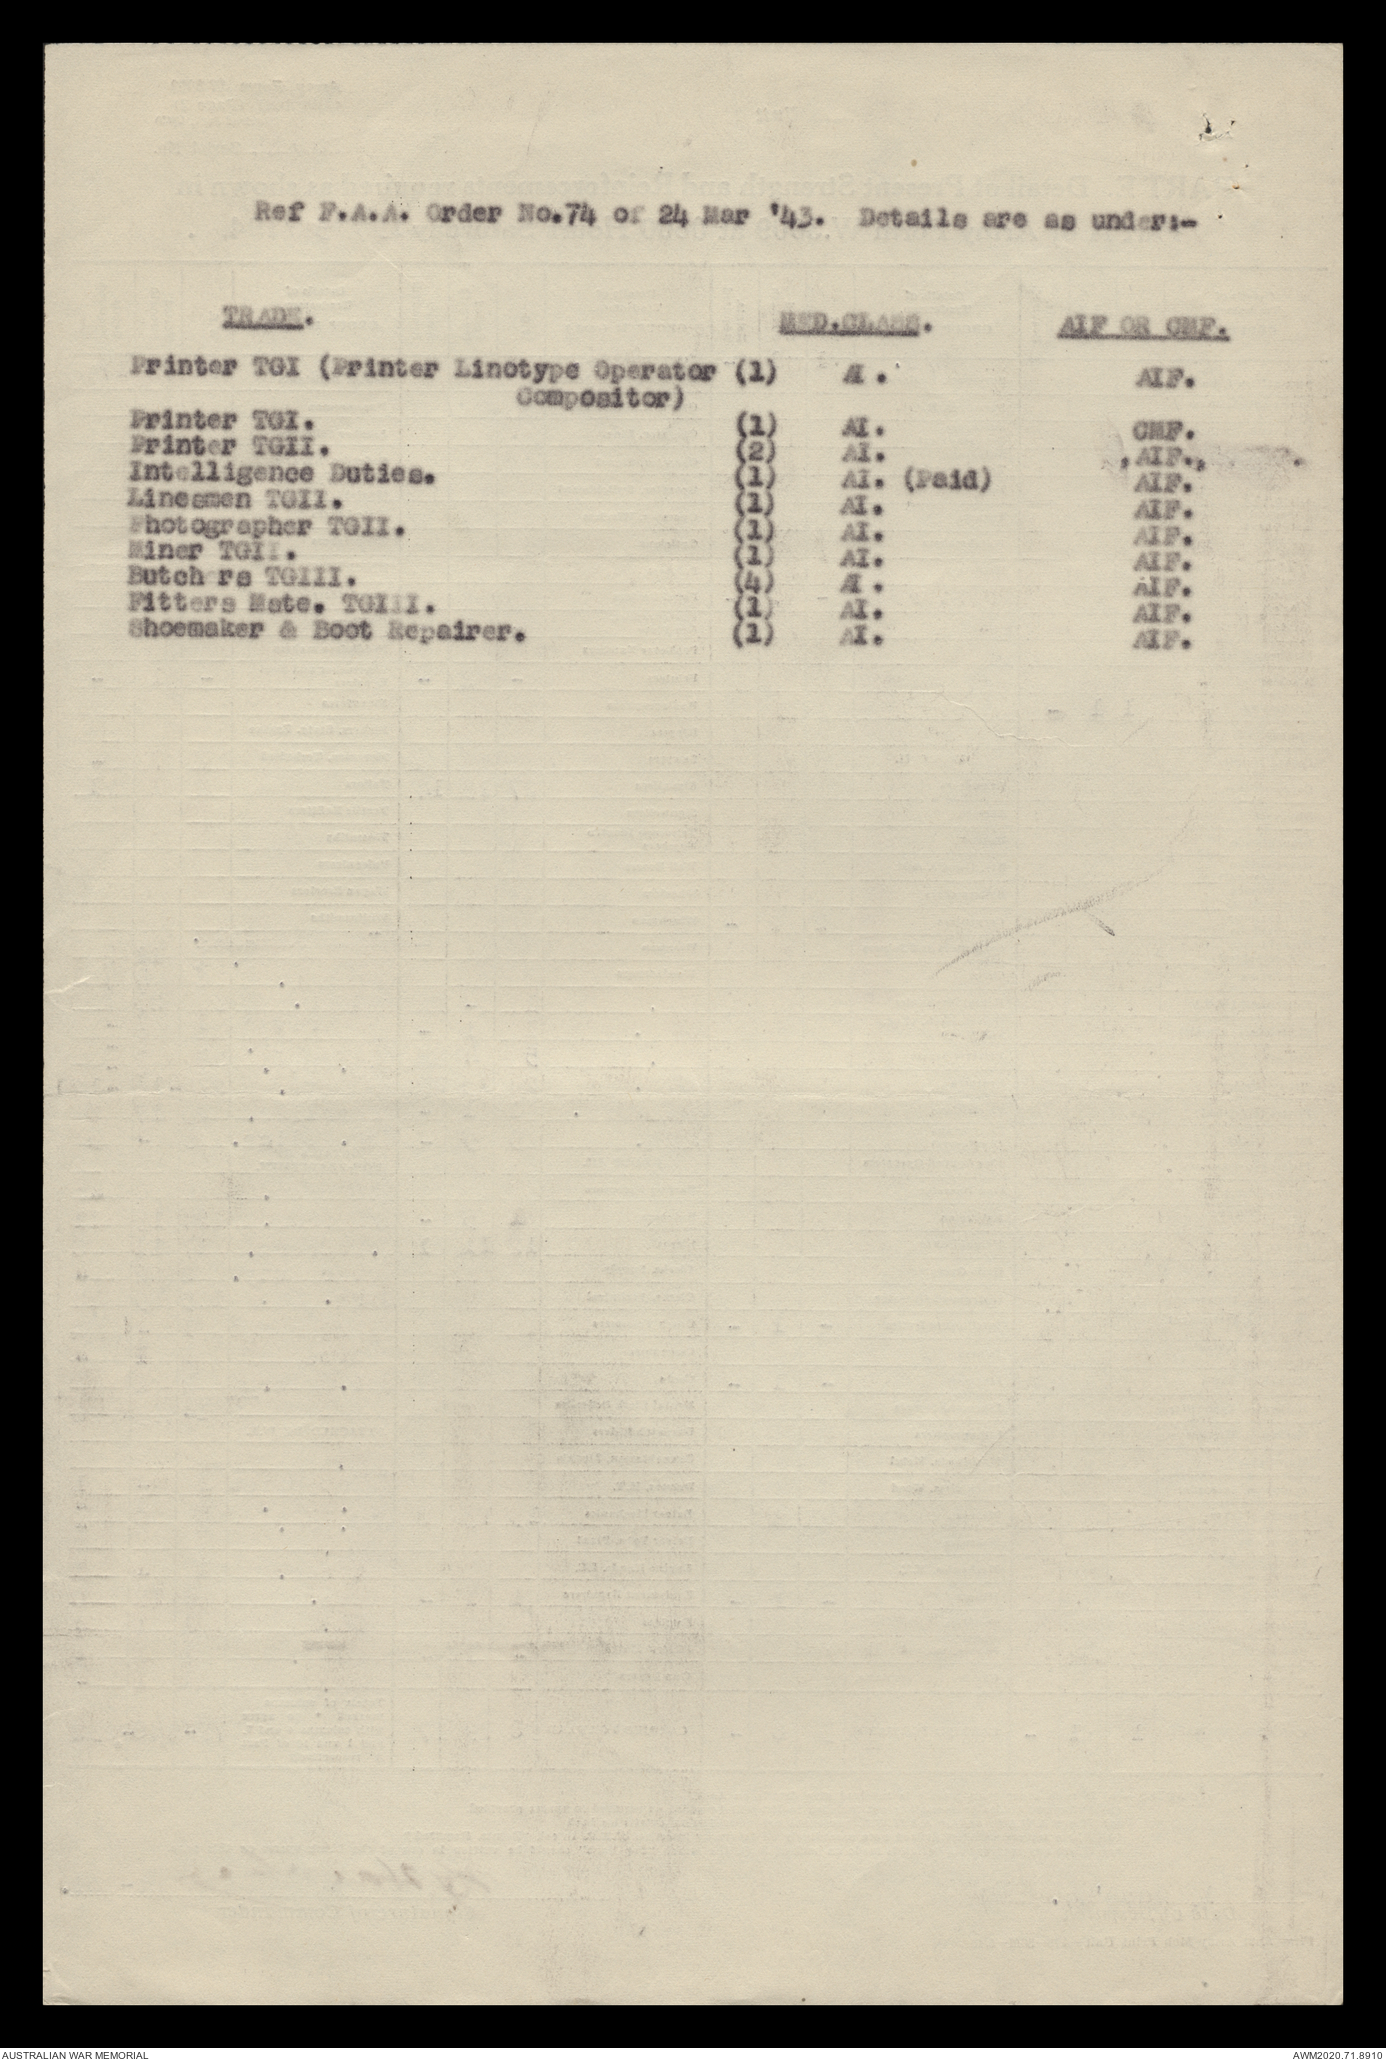 Ref F.A.A. Order No.74 of 24 Mar '43. Details are as under:-
TRADE. MED.CLASS. AIF OR CMF.
Printer TGI (Printer Linotype Operator (1) AI. AIF.
Compositor)
Printer TGI. (1) AI. CMF.
Printer TGII. (2) AI. AIF.
Intelligence Duties. (1) AI. (Paid) AIF.
Linesmen TGII. (1) AI. AIF.
Photographer TGII. (1) AI. AIF.
Miner TGII. (1) AI. AIF.
Butchers TGIII. (4) AI. AIF.
Fitters Mate. TGIII. (1) AI. AIF.
Shoemaker & Boot Repairer. (1) AI. AIF.
AUSTRALIAN WAR MEMORIAL AWM2020.71.8910